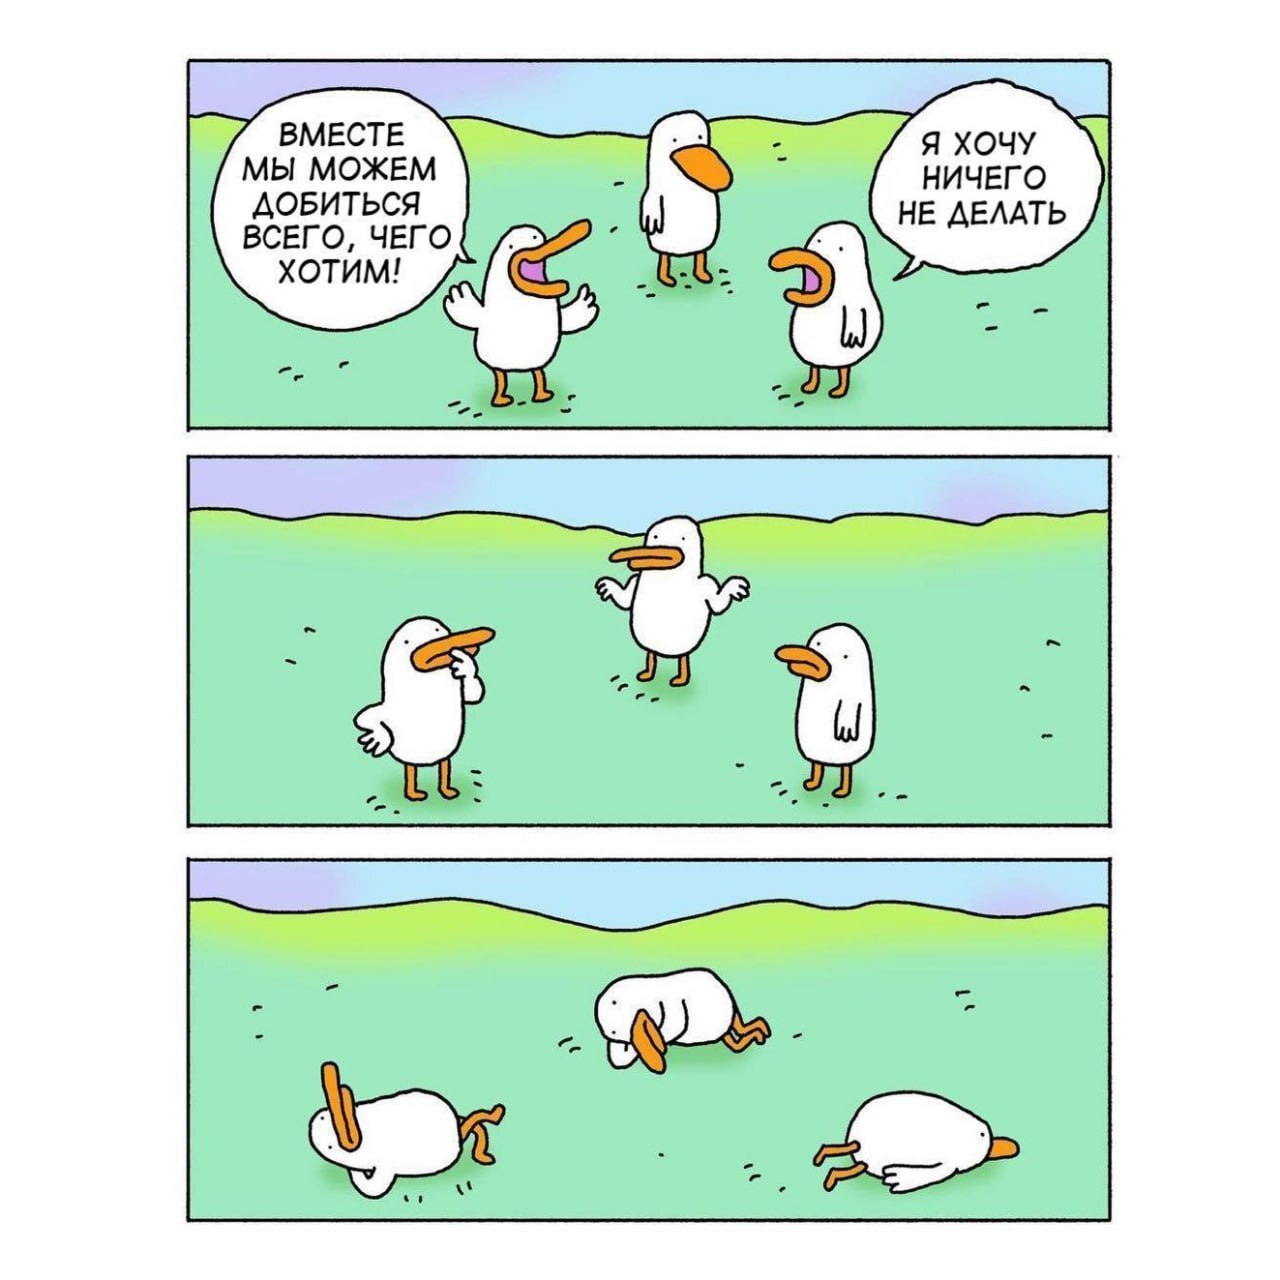 ВМЕСТЕ
МЫ МОЖЕМ
ДОБИТЬСЯ
ВСЕГО, ЧЕГО
ХОТИМ!
Я ХОЧУ
НИЧЕГО
НЕ ДЕЛАТЬ